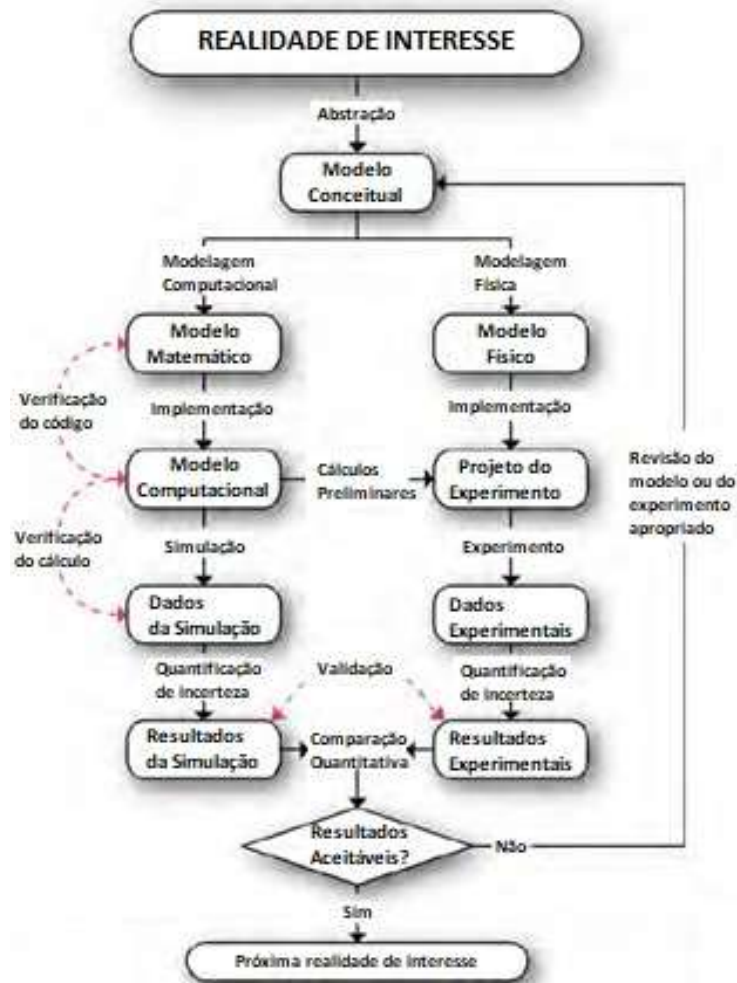 REALIDADE DE INTERESSE
Abstração
Modelo
Conceitual
Modelagem
Computacional
Modelagem
Física
Modelo
Matemático
Modelo
Físico
Verificação
do código
Implementação
Implementação
Modelo
Computacional
Cálculos
Preliminares
Projeto do
Experimento
Revisão do
modelo ou do
experimento
apropriado
Verificação
do cálculo
Simulação
Experimento
Dados
da Simulação
Dados
Experimentais
Quantificação
de incerteza
Validação
Quantificação
de incerteza
Resultados
da Simulação
Comparação
Quantitativa
Resultados
Experimentais
Resultados
Aceitáveis?
Não
Sim
Próxima realidade de interesse